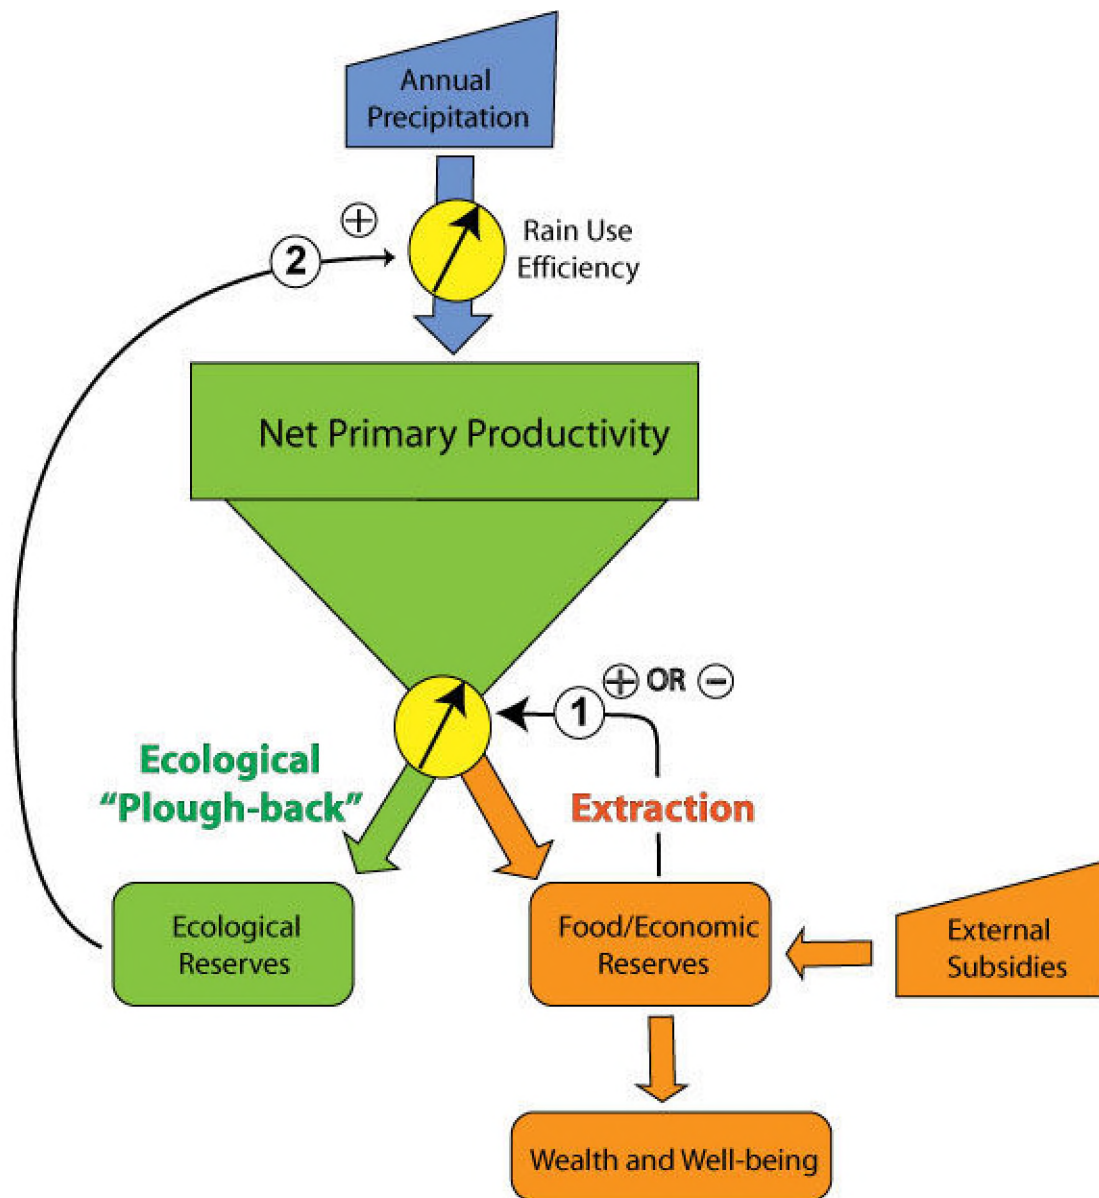 Annual
Precipitation
2
+
Rain Use
Efficiency
Net Primary Productivity
1
+ OR −
Ecological
"Plough-back"
Extraction
Ecological
Reserves
Food/Economic
Reserves
External
Subsidies
Wealth and Well-being